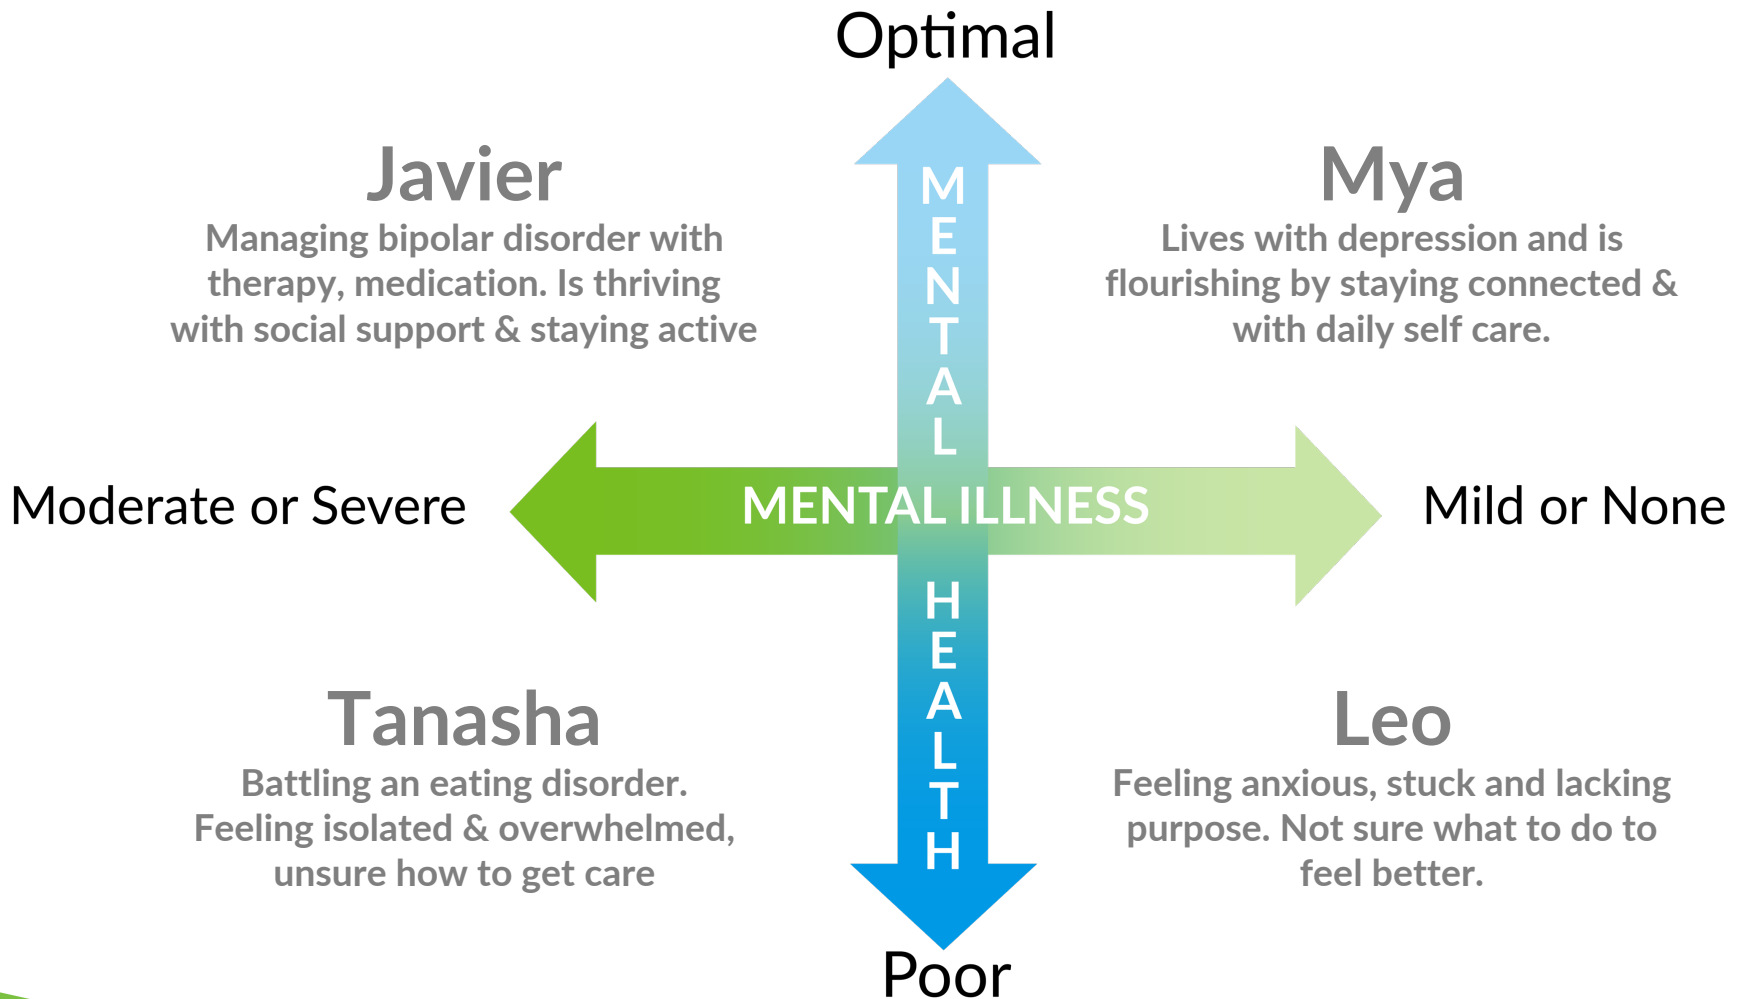 Optimal
Javier
Managing bipolar disorder with
therapy, medication. Is thriving
with social support & staying active
Mya
Lives with depression and is
flourishing by staying connected &
with daily self care.
MENTAL HEALTH
Moderate or Severe
MENTAL ILLNESS
Mild or None
Tanasha
Battling an eating disorder.
Feeling isolated & overwhelmed,
unsure how to get care
Leo
Feeling anxious, stuck and lacking
purpose. Not sure what to do to
feel better.
Poor